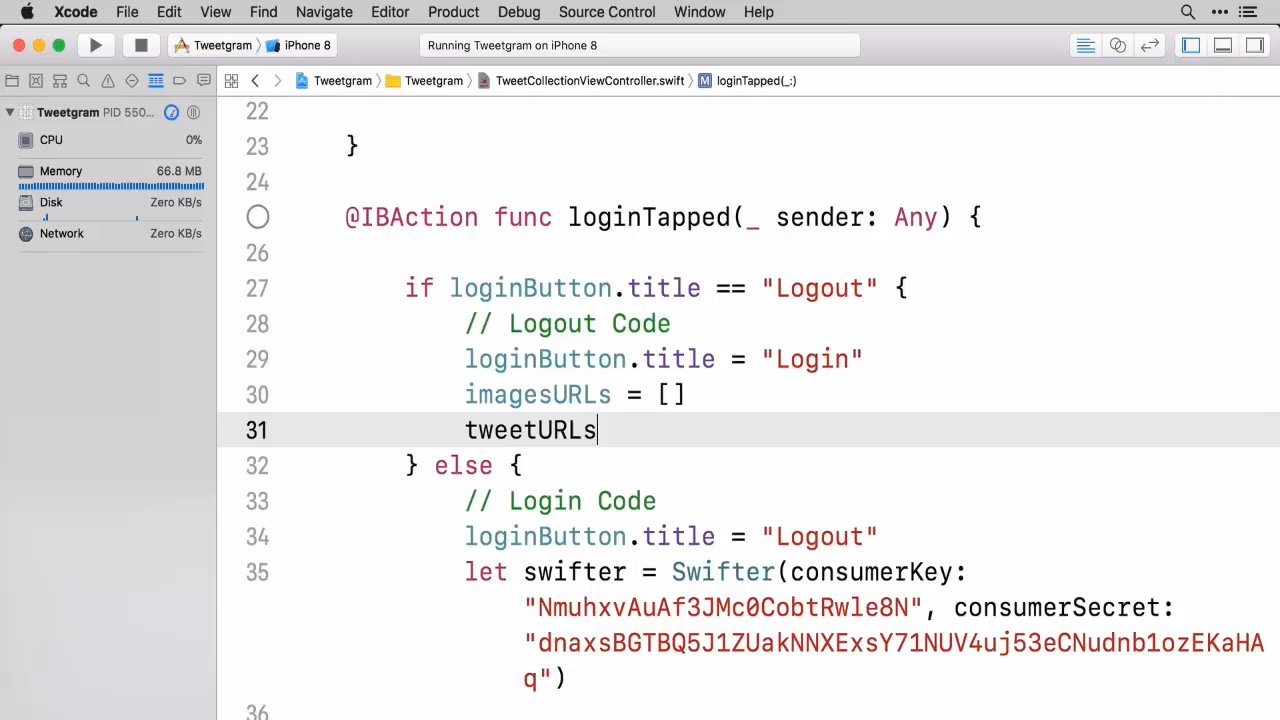 Xcode File Edit View Find Navigate Editor Product Debug Source Control Window Help
Tweetgram iPhone 8 Running Tweetgram on iPhone 8
Tweetgram Tweetgram TweetCollectionViewController.swift M loginTapped(_:)
Tweetgram PID 550...
CPU 0%
Memory 66.8 MB
Disk Zero KB/s
Network Zero KB/s
22
23 }
24
@IBAction func loginTapped(_ sender: Any) {
26
27 if loginButton.title == "Logout" {
28 // Logout Code
29 loginButton.title = "Login"
30 imagesURLs = []
31 tweetURLs
32 } else {
33 // Login Code
34 loginButton.title = "Logout"
35 let swifter = Swifter(consumerKey:
"NmuhxvAuAf3JMc0CobtRwle8N", consumerSecret:
"dnaxsBGTBQ5J1ZUakNNXExsY71NUV4uj53eCNudnb1ozEKaHA
q")
36